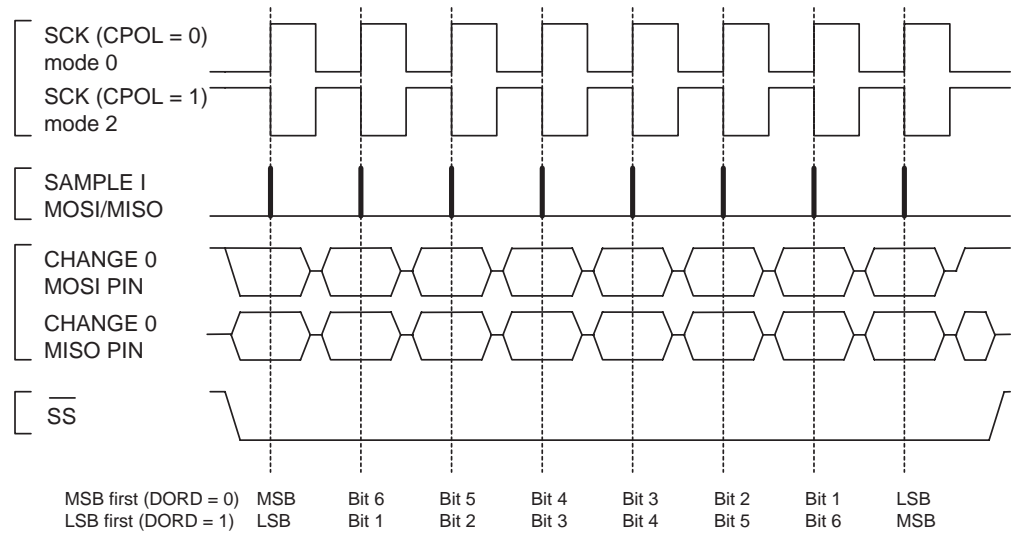 SCK (CPOL = 0)
mode 0
SCK (CPOL = 1)
mode 2
SAMPLE I
MOSI/MISO
CHANGE 0
MOSI PIN
CHANGE 0
MISO PIN
SS
MSB first (DORD = 0) MSB Bit 6 Bit 5 Bit 4 Bit 3 Bit 2 Bit 1 LSB
LSB first (DORD = 1) LSB Bit 1 Bit 2 Bit 3 Bit 4 Bit 5 Bit 6 MSB